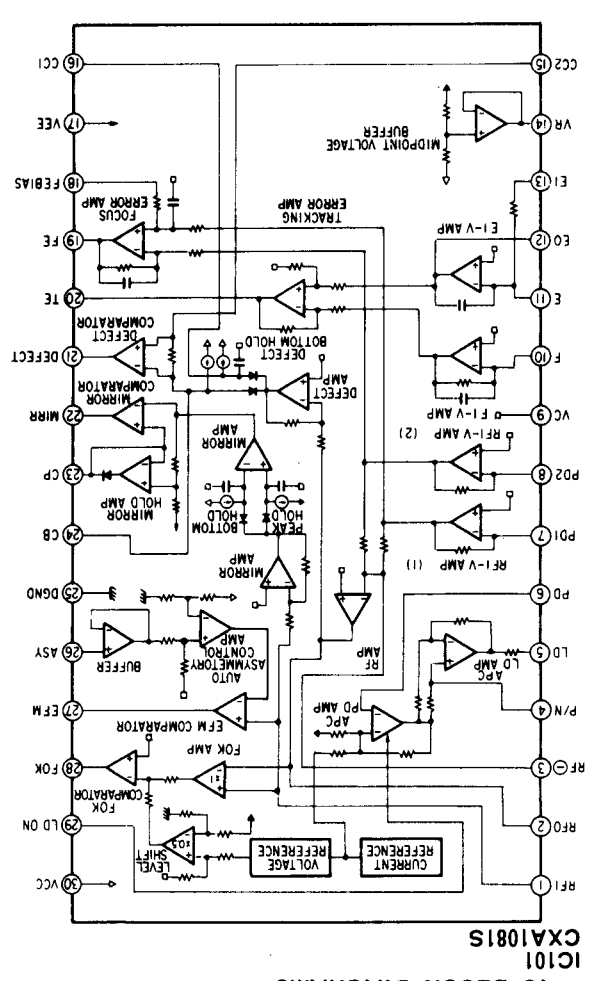 IC101
CXA1081S
RFI 1
RFO 2
RF⊖ 3
P/N 4
LD 5
PD 6
PD1 7
PD2 8
VC 9
F 10
E 11
EO 12
EI 13
VR 14
CC2 15
30 VCC
29 LD ON
28 FOK
27 EFM
26 ASY
25 DGND
24 CB
23 CP
22 MIRR
21 DEFECT
20 TE
19 FE
18 FEBIAS
17 VEE
16 CC1
CURRENT
REFERENCE
VOLTAGE
REFERENCE
LEVEL
SHIFT
×0.5
FOK
COMPARATOR
×1
FOK AMP
APC
PD AMP
APC
LD AMP
EFM COMPARATOR
RF
AMP
AUTO
ASYMMETORY
CONTROL
AMP
BUFFER
RF I-V AMP (1)
MIRROR
AMP
PEAK
HOLD
BOTTOM
HOLD
MIRROR
HOLD AMP
RF I-V AMP (2)
MIRROR
AMP
MIRROR
COMPARATOR
F I-V AMP
DEFECT
AMP
DEFECT
BOTTOM HOLD
DEFECT
COMPARATOR
E I-V AMP
TRACKING
ERROR AMP
FOCUS
ERROR AMP
MIDPOINT VOLTAGE
BUFFER